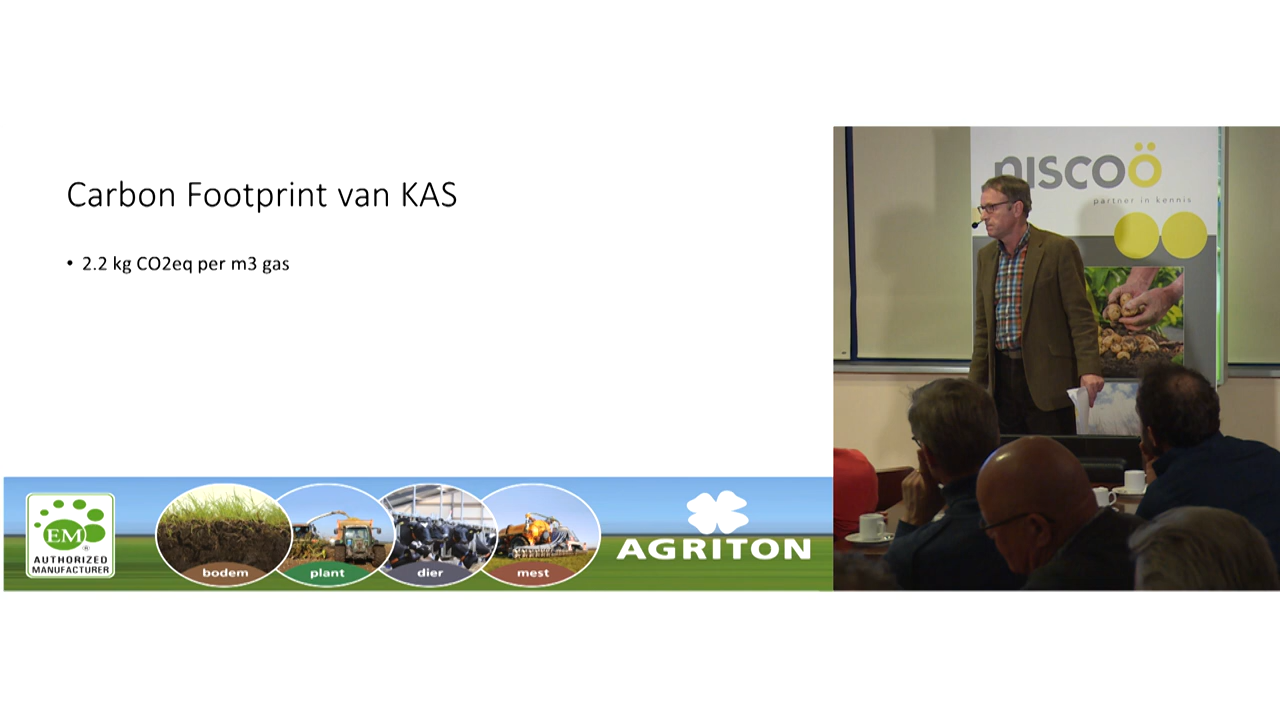 Carbon Footprint van KAS
• 2.2 kg CO2eq per m3 gas
EM
®
AUTHORIZED
MANUFACTURER
bodem
plant
dier
mest
AGRITON
niscoö
partner in kennis